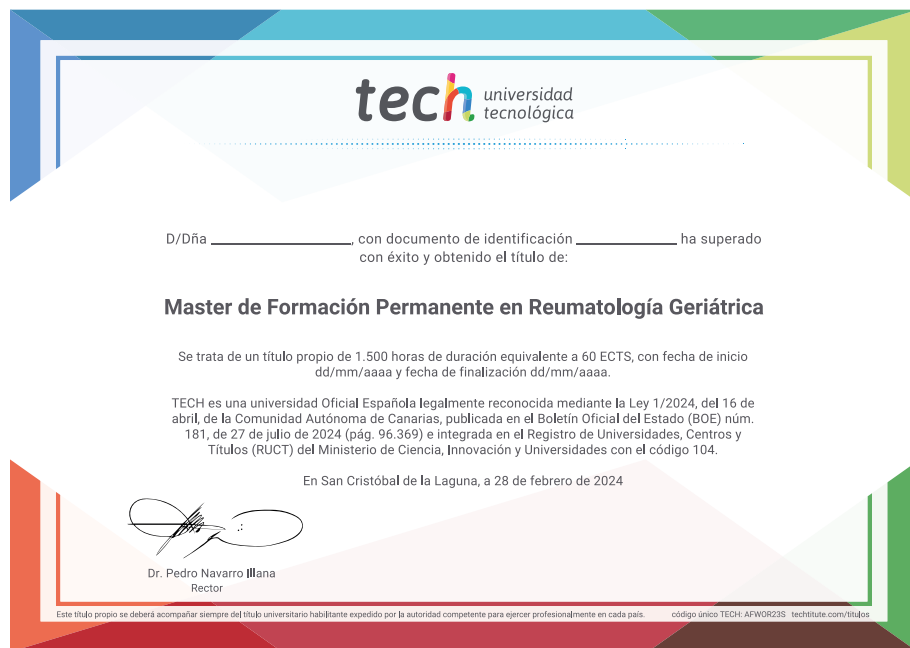 tech universidad
tecnológica
D/Dña ____________________, con documento de identificación ______________ ha superado
con éxito y obtenido el título de:
Master de Formación Permanente en Reumatología Geriátrica
Se trata de un título propio de 1.500 horas de duración equivalente a 60 ECTS, con fecha de inicio
dd/mm/aaaa y fecha de finalización dd/mm/aaaa.
TECH es una universidad Oficial Española legalmente reconocida mediante la Ley 1/2024, del 16 de
abril, de la Comunidad Autónoma de Canarias, publicada en el Boletín Oficial del Estado (BOE) núm.
181, de 27 de julio de 2024 (pág. 96.369) e integrada en el Registro de Universidades, Centros y
Títulos (RUCT) del Ministerio de Ciencia, Innovación y Universidades con el código 104.
En San Cristóbal de la Laguna, a 28 de febrero de 2024
Dr. Pedro Navarro Illana
Rector
Este título propio se deberá acompañar siempre del título universitario habilitante expedido por la autoridad competente para ejercer profesionalmente en cada país. código único TECH: AFWOR23S techtitute.com/titulos